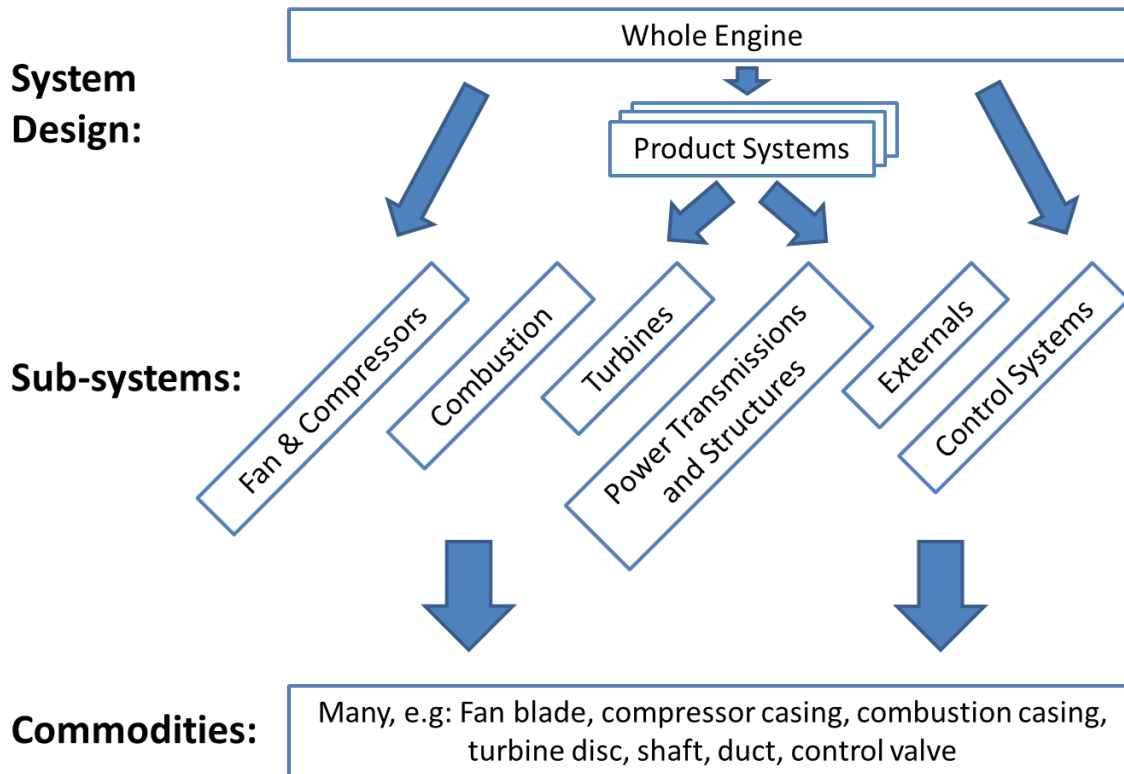 Whole Engine
System
Design:
Product Systems
Sub-systems:
Fan & Compressors
Combustion
Turbines
Power Transmissions
and Structures
Externals
Control Systems
Commodities:
Many, e.g: Fan blade, compressor casing, combustion casing,
turbine disc, shaft, duct, control valve